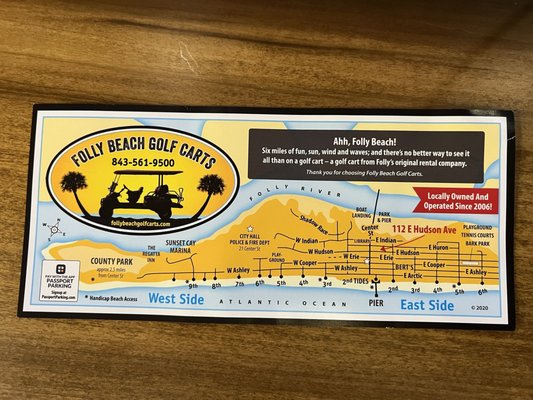 FOLLY BEACH GOLF CARTS
843-561-9500
follybeachgolfcarts.com
Ahh, Folly Beach!
Six miles of fun, sun, wind and waves; and there's no better way to see it
all than on a golf cart – a golf cart from Folly's original rental company.
Thank you for choosing Folly Beach Golf Carts.
Locally Owned And
Operated Since 2006!
FOLLY RIVER
BOAT
LANDING
PARK &
PIER
Shadow Race
Center
St
112 E Hudson Ave
PLAYGROUND
TENNIS COURTS
BARK PARK
N
W
E
S
CITY HALL
POLICE & FIRE DEPT
21 Center St
SUNSET CAY
MARINA
THE
REGATTA
INN
COUNTY PARK
approx 2.5 miles
from Center St
PLAY-
GROUND
W Indian
W Hudson
W Erie
W Cooper
W Ashley
W Ashley
LIBRARY
E Indian
E Huron
E Hudson
E Erie
E Cooper
BERT'S
E Ashley
E Arctic
PAY WITH THE APP
PASSPORT
PARKING
Signup at
PassportParking.com
• Handicap Beach Access
9th
8th
7th
6th
5th
4th
3rd
2nd
TIDES
2nd
3rd
4th
5th
6th
West Side
ATLANTIC OCEAN
PIER
East Side
© 2020